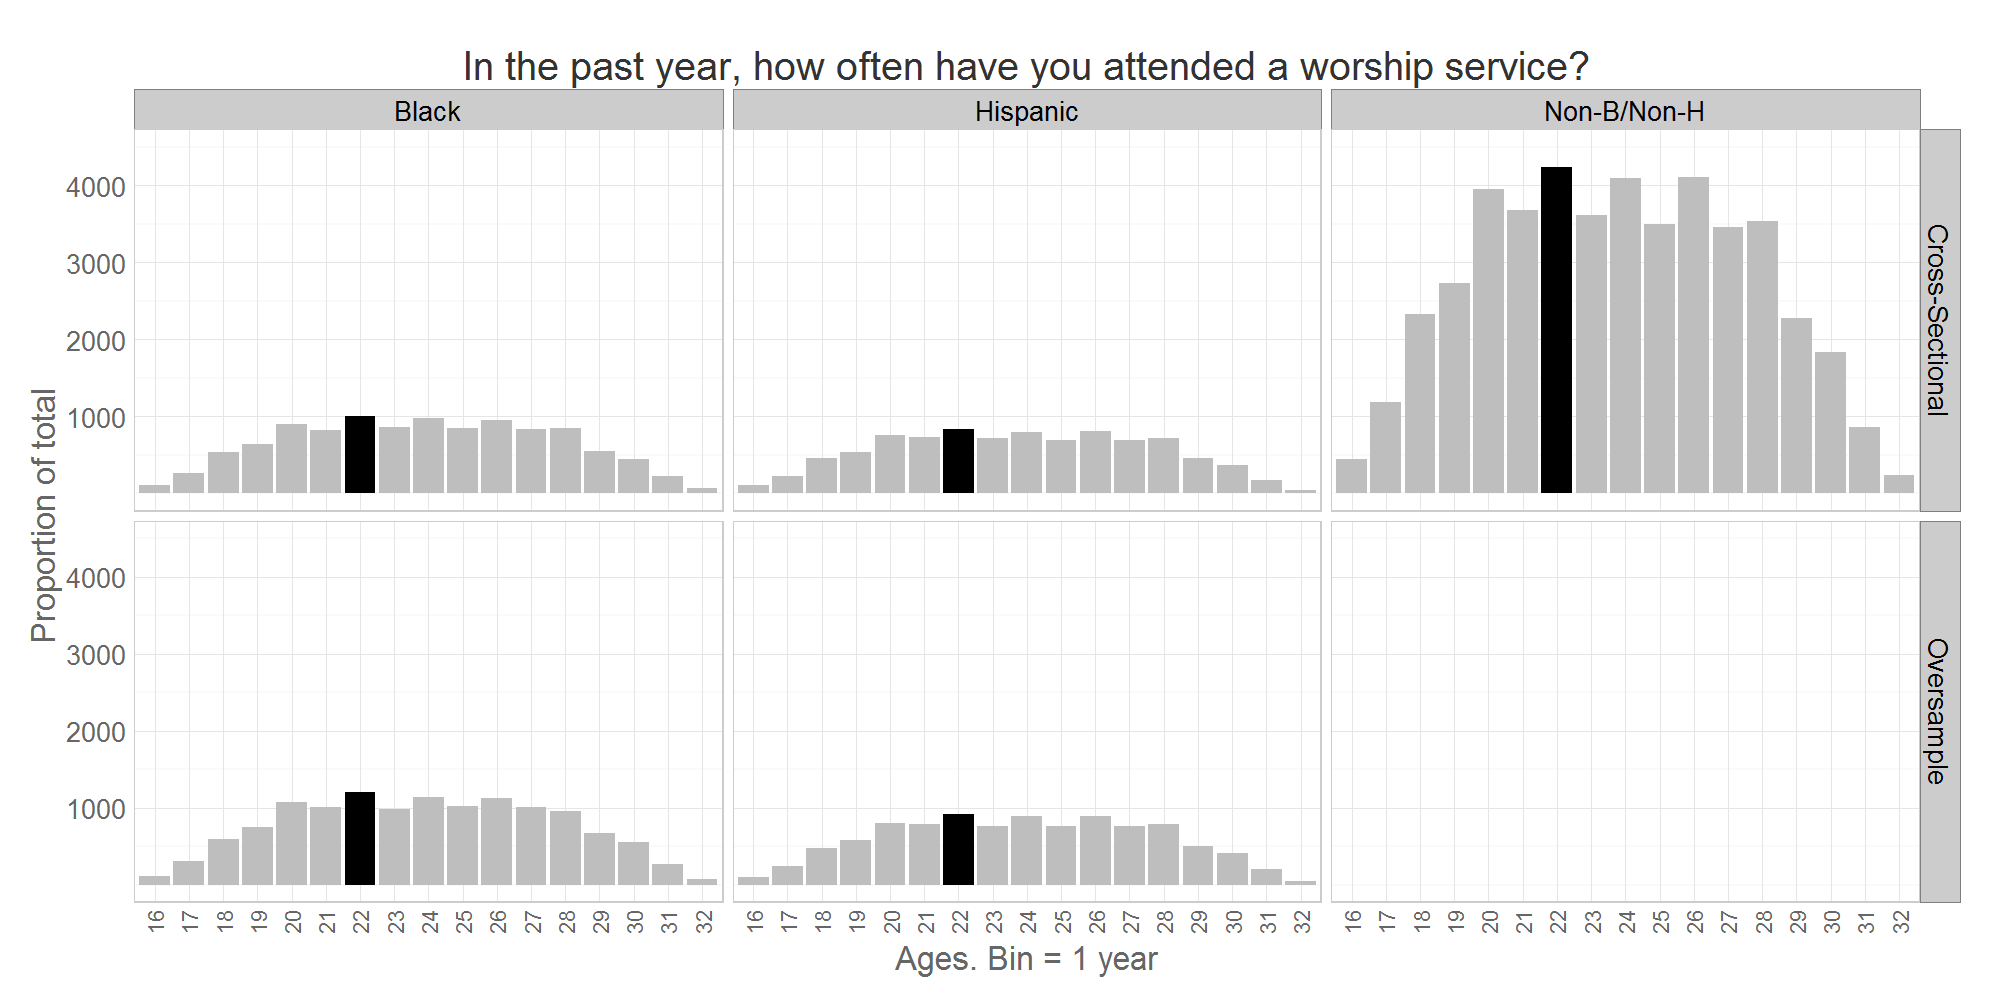 In the past year, how often have you attended a worship service?
Black
Hispanic
Non-B/Non-H
Proportion of total
4000
3000
2000
1000
Cross-Sectional
4000
3000
2000
1000
Oversample
16 17 18 19 20 21 22 23 24 25 26 27 28 29 30 31 32
16 17 18 19 20 21 22 23 24 25 26 27 28 29 30 31 32
16 17 18 19 20 21 22 23 24 25 26 27 28 29 30 31 32
Ages. Bin = 1 year